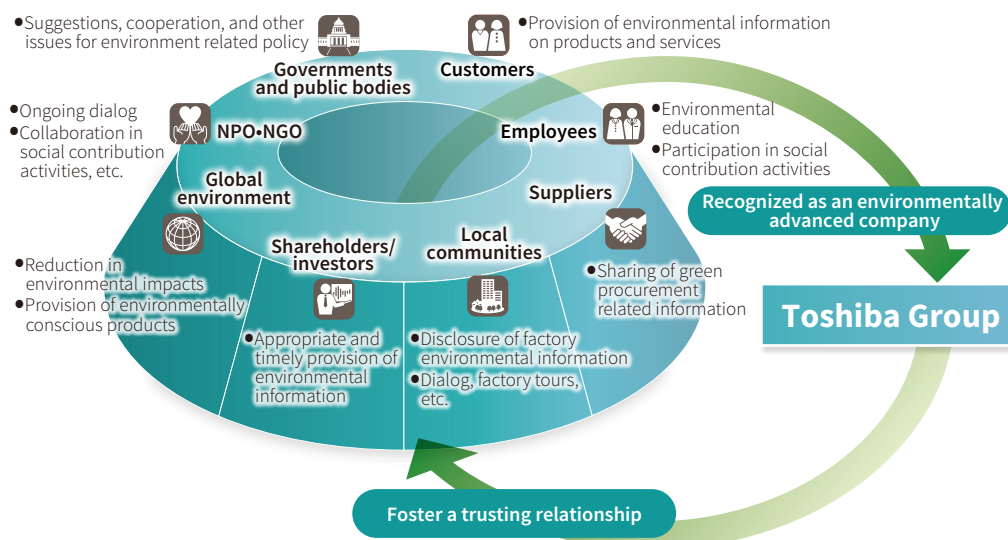 •Suggestions, cooperation, and other
issues for environment related policy
Governments
and public bodies
•Provision of environmental information
on products and services
Customers
•Ongoing dialog
•Collaboration in
social contribution
activities, etc.
NPO•NGO
Employees
•Environmental
education
•Participation in social
contribution activities
Global
environment
•Reduction in
environmental impacts
•Provision of environmentally
conscious products
Shareholders/
investors
•Appropriate and
timely provision of
environmental
information
Local
communities
•Disclosure of factory
environmental information
•Dialog, factory tours,
etc.
Suppliers
•Sharing of green
procurement
related information
Recognized as an environmentally
advanced company
Toshiba Group
Foster a trusting relationship